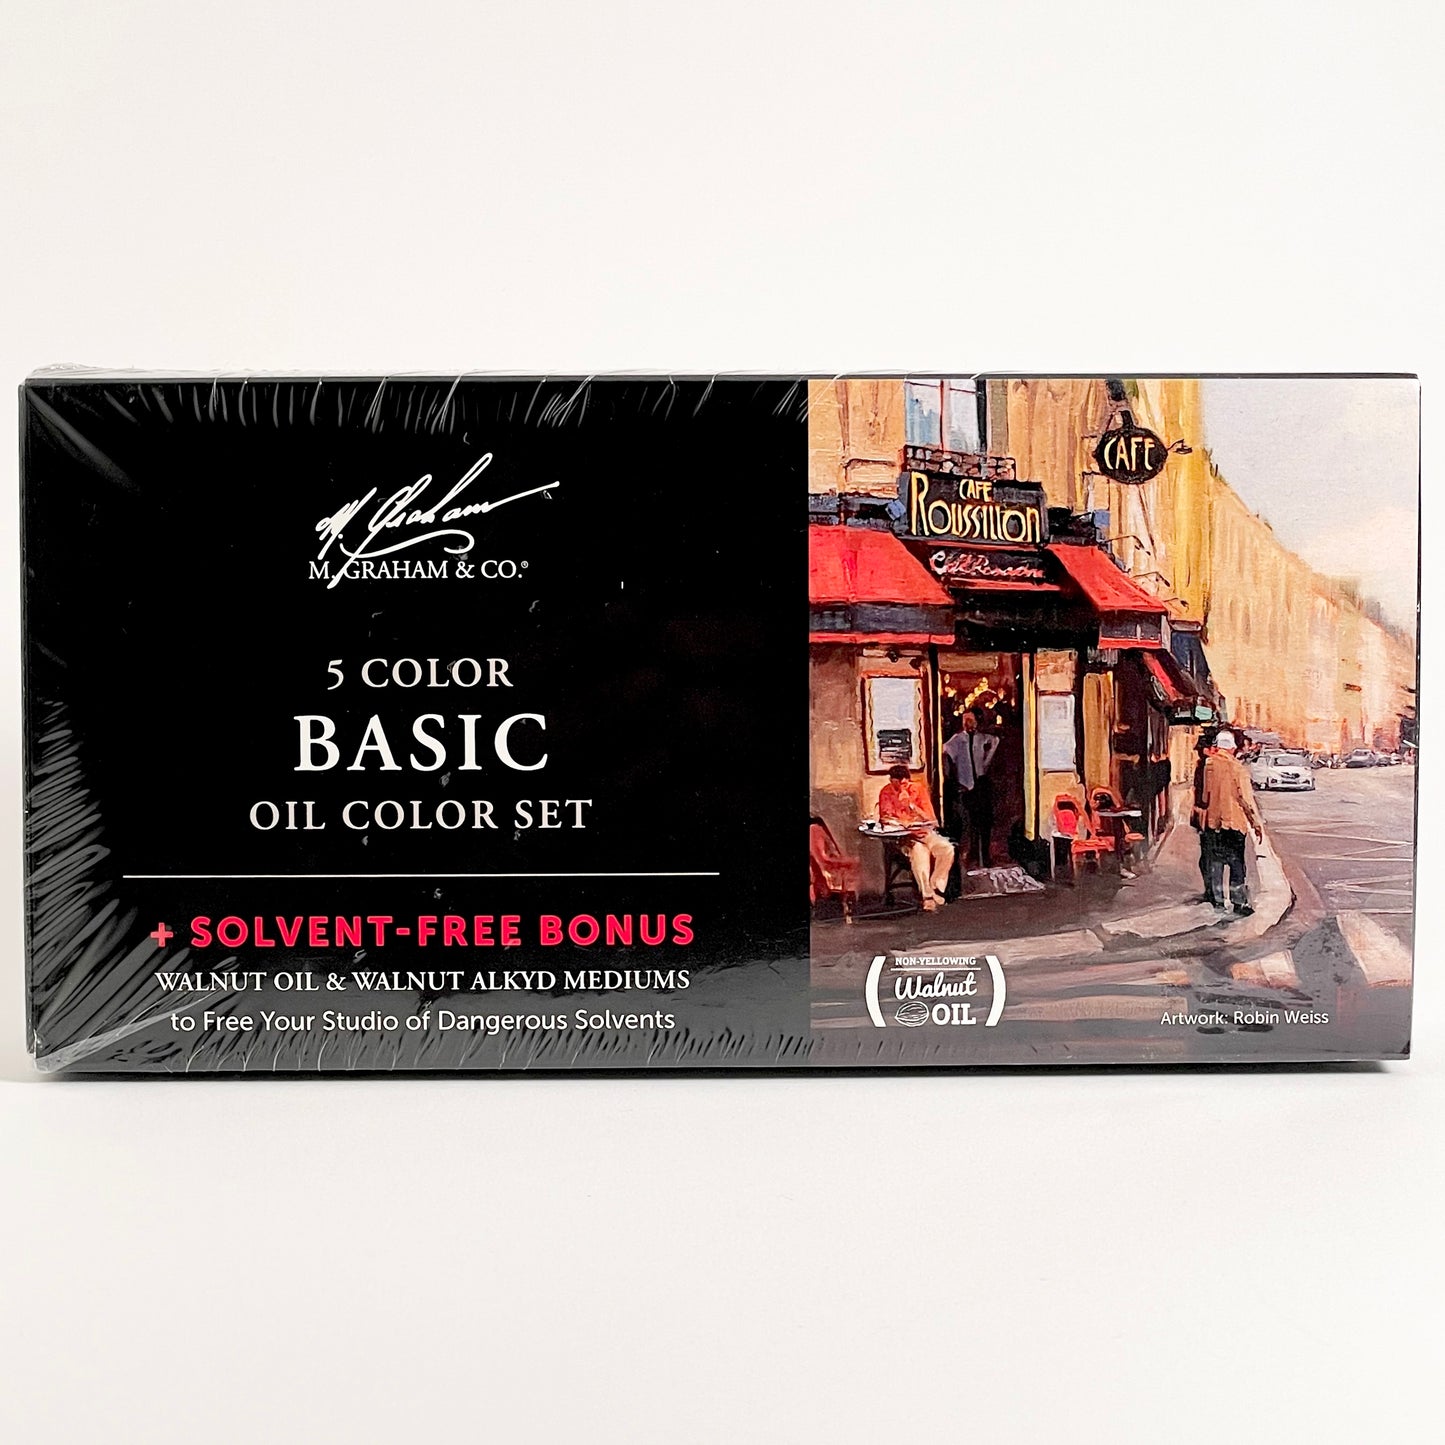 M. Graham
M. GRAHAM & CO.®
5 COLOR
BASIC
OIL COLOR SET
+ SOLVENT-FREE BONUS
WALNUT OIL & WALNUT ALKYD MEDIUMS
to Free Your Studio of Dangerous Solvents
CAFE
CAFE
ROUSSILLON
NON-YELLOWING
Walnut
OIL
Artwork: Robin Weiss